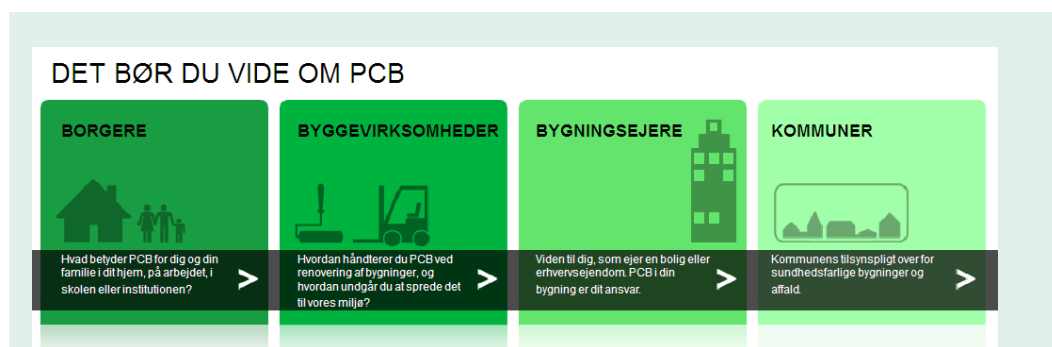 DET BØR DU VIDE OM PCB
BORGERE
Hvad betyder PCB for dig og din
familie i dit hjem, på arbejdet, i
skolen eller institutionen?
>
BYGGEVIRKSOMHEDER
Hvordan håndterer du PCB ved
renovering af bygninger, og
hvordan undgår du at sprede det
til vores miljø?
>
BYGNINGSEJERE
Viden til dig, som ejer en bolig eller
erhvervsejendom. PCB i din
bygning er dit ansvar.
>
KOMMUNER
Kommunens tilsynspligt over for
sundhedsfarlige bygninger og
affald.
>